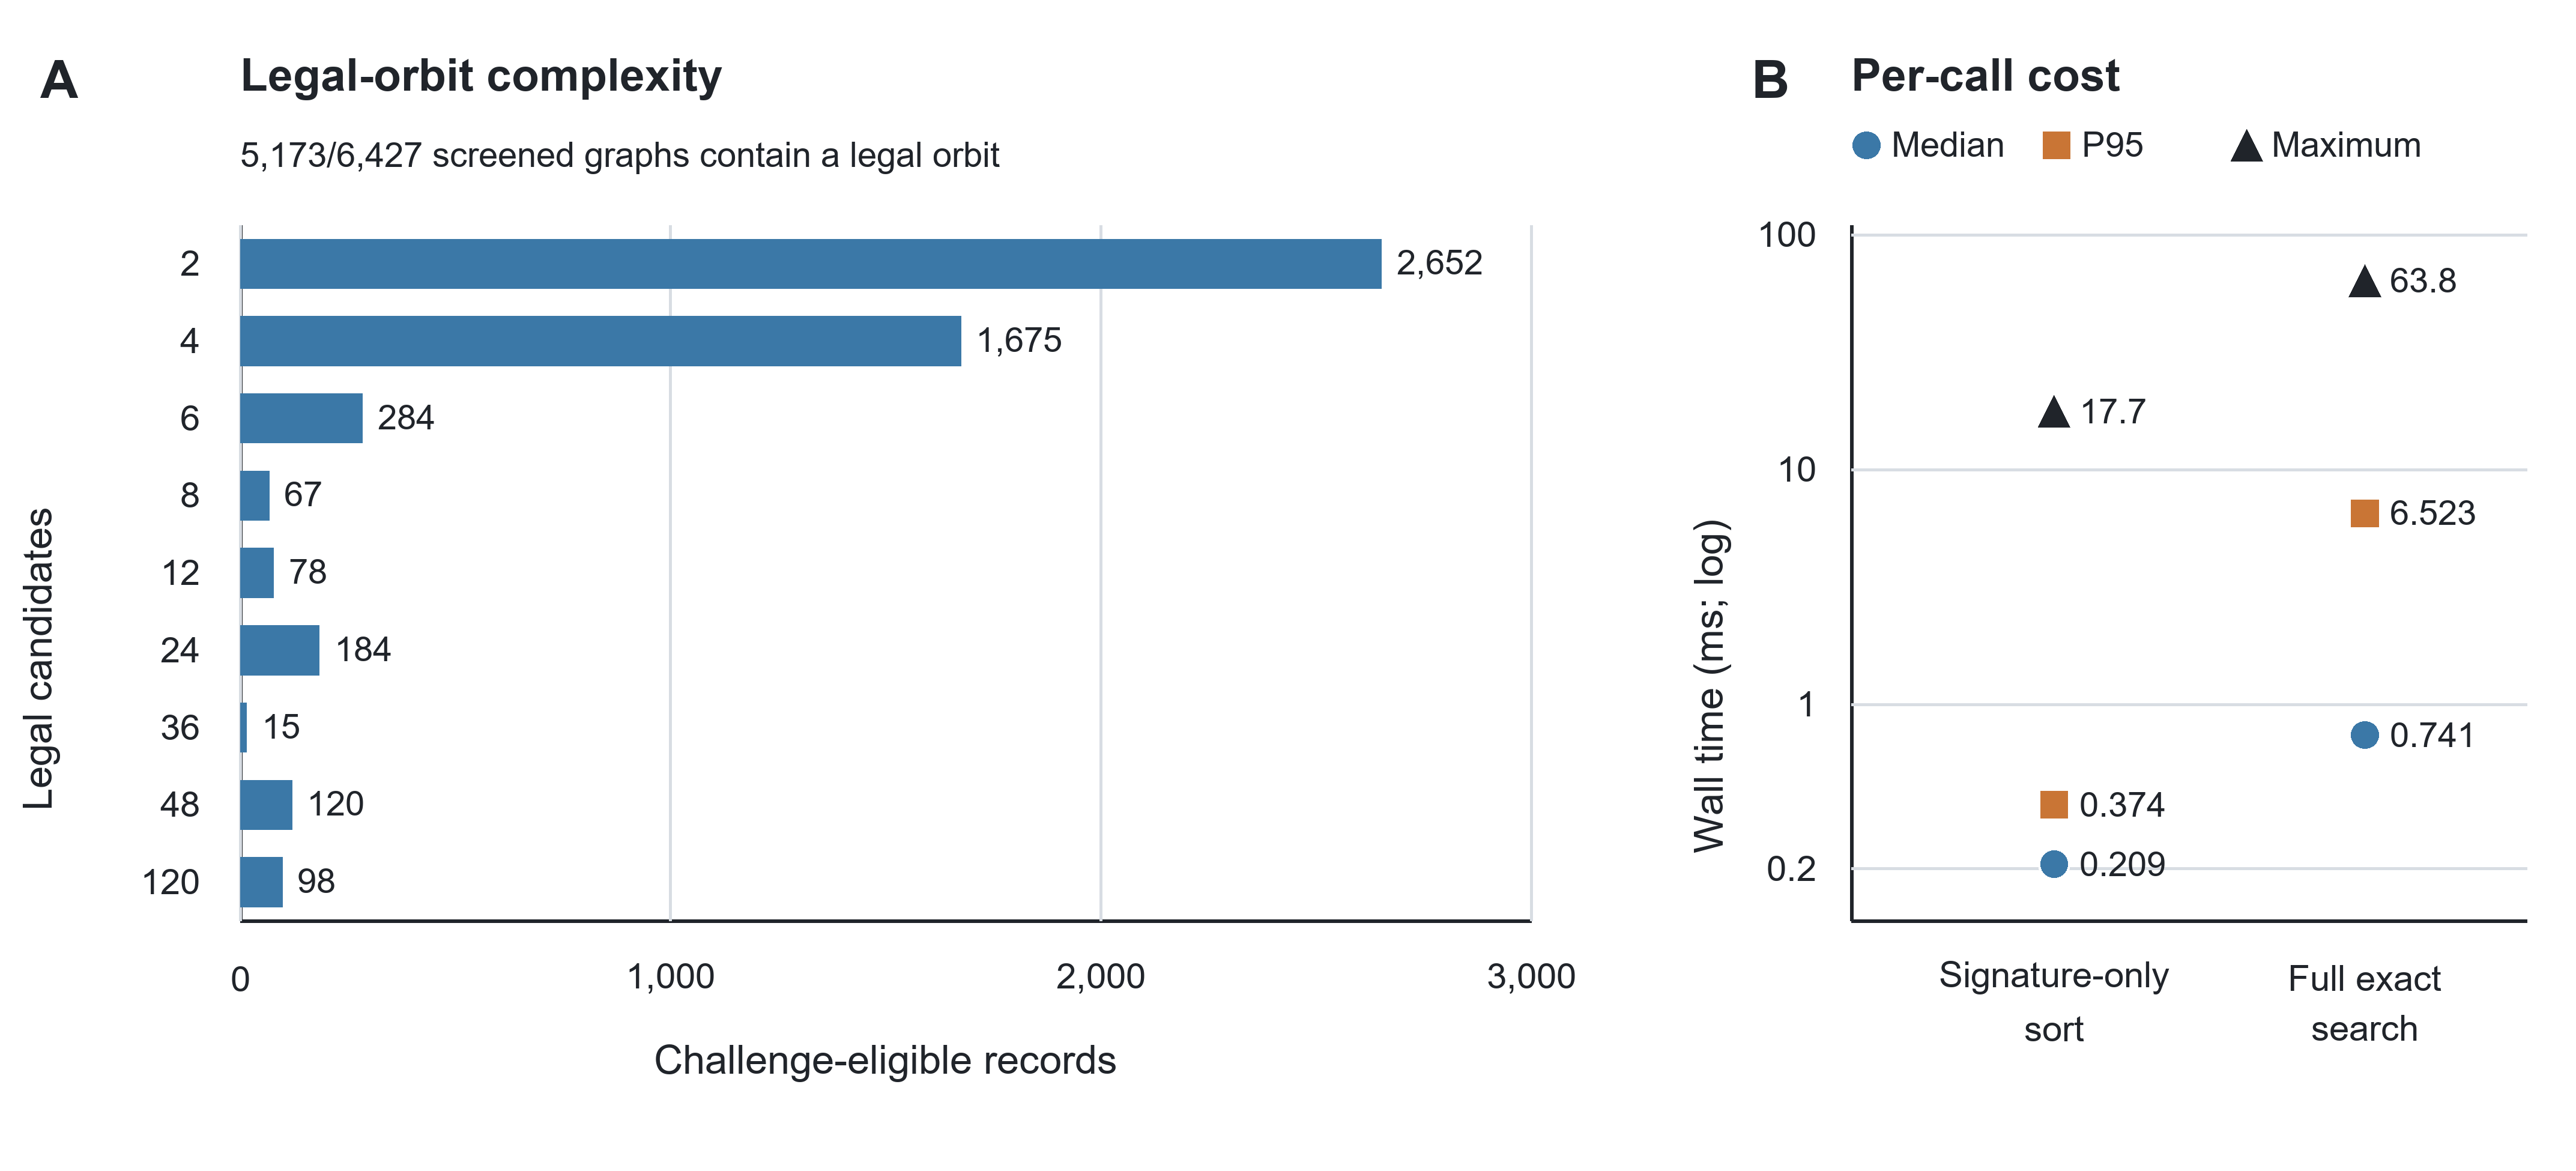 A
Legal-orbit complexity
5,173/6,427 screened graphs contain a legal orbit
Legal candidates
2
2,652
4
1,675
6
284
8
67
12
78
24
184
36
15
48
120
120
98
0
1,000
2,000
3,000
Challenge-eligible records
B
Per-call cost
Median
P95
Maximum
Wall time (ms; log)
100
10
1
0.2
63.8
17.7
6.523
0.741
0.374
0.209
Signature-only
sort
Full exact
search